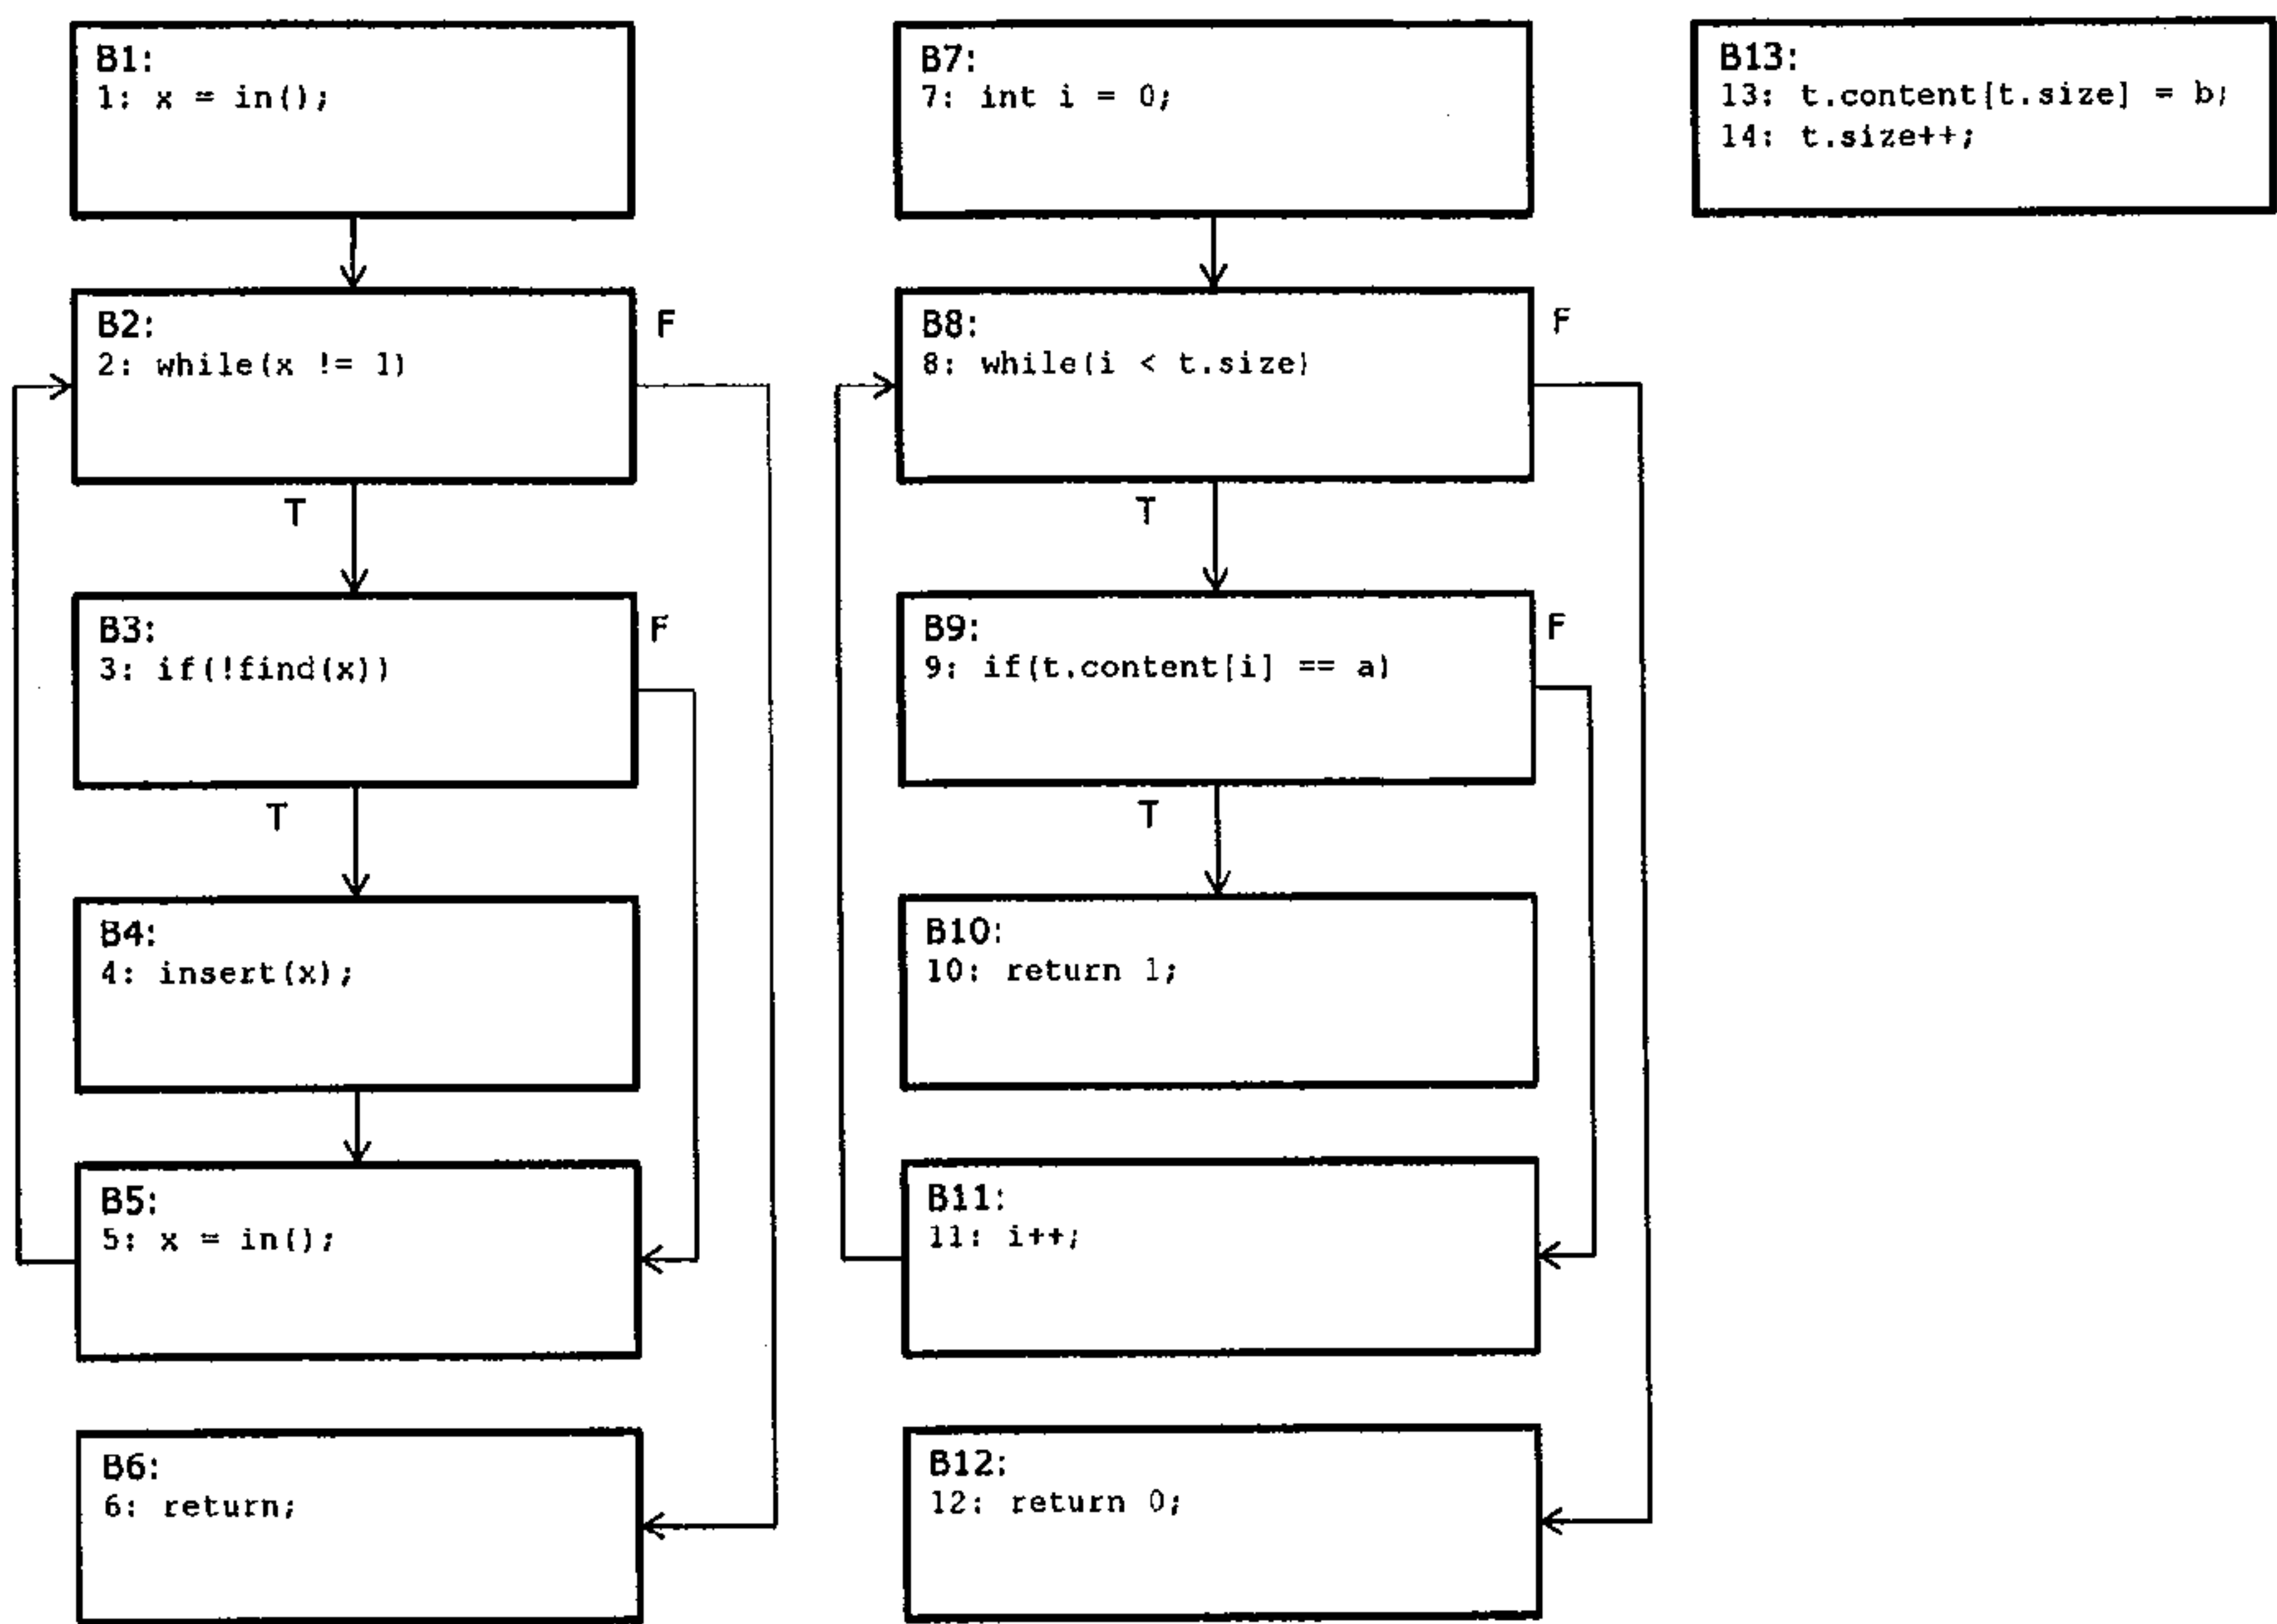 B1:
1: x = in();
B2:
F
2: while(x != 1)
T
B3:
F
3: if(!find(x))
T
B4:
4: insert(x);
B5:
5: x = in();
B6:
6: return;
B7:
7: int i = 0;
B8:
F
8: while(i < t.size)
T
B9:
F
9: if(t.content[i] == a)
T
B10:
10: return 1;
B11:
11: i++;
B12:
12: return 0;
B13:
13: t.content[t.size] = b;
14: t.size++;